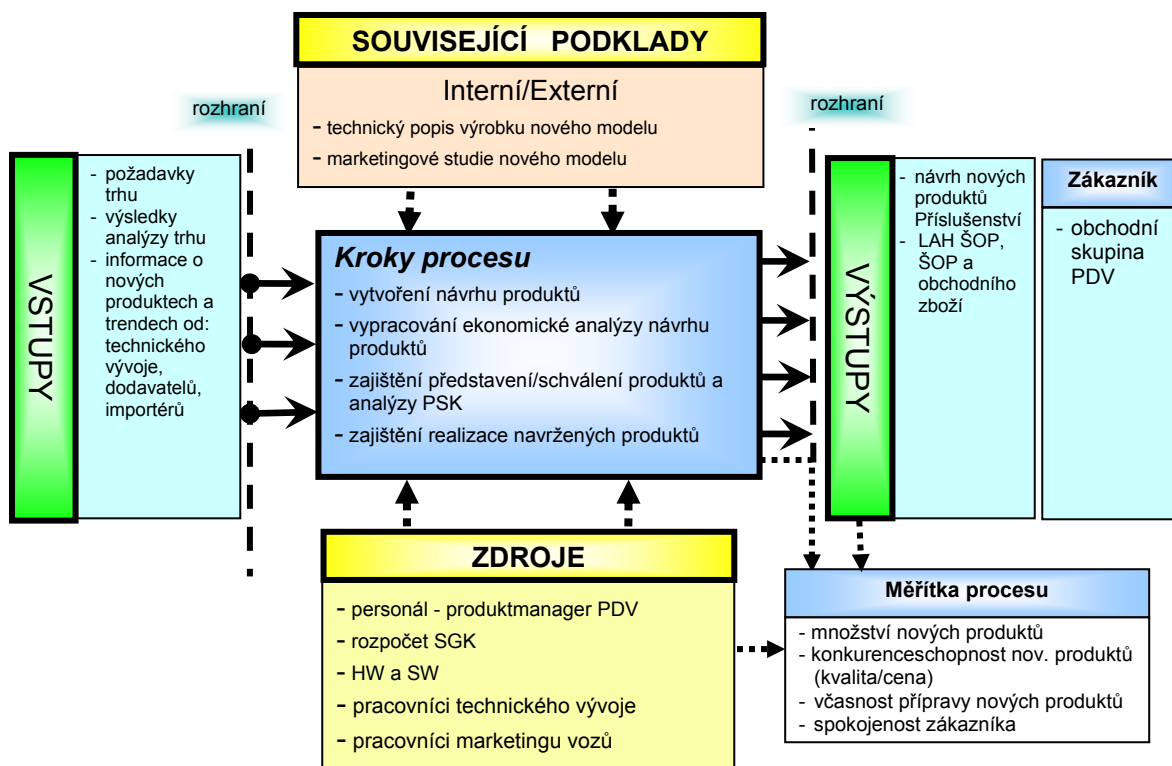 SOUVISEJÍCÍ PODKLADY
Interní/Externí
- technický popis výrobku nového modelu
- marketingové studie nového modelu
rozhraní
rozhraní
VSTUPY
- požadavky
trhu
- výsledky
analýzy trhu
- informace o
nových
produktech a
trendech od:
technického
vývoje,
dodavatelů,
importérů
Kroky procesu
- vytvoření návrhu produktů
- vypracování ekonomické analýzy návrhu
produktů
- zajištění představení/schválení produktů a
analýzy PSK
- zajištění realizace navržených produktů
VÝSTUPY
- návrh nových
produktů
Příslušenství
- LAH ŠOP,
ŠOP a
obchodního
zboží
Zákazník
- obchodní
skupina
PDV
ZDROJE
- personál - produktmanager PDV
- rozpočet SGK
- HW a SW
- pracovníci technického vývoje
- pracovníci marketingu vozů
Měřítka procesu
- množství nových produktů
- konkurenceschopnost nov. produktů
(kvalita/cena)
- včasnost přípravy nových produktů
- spokojenost zákazníka